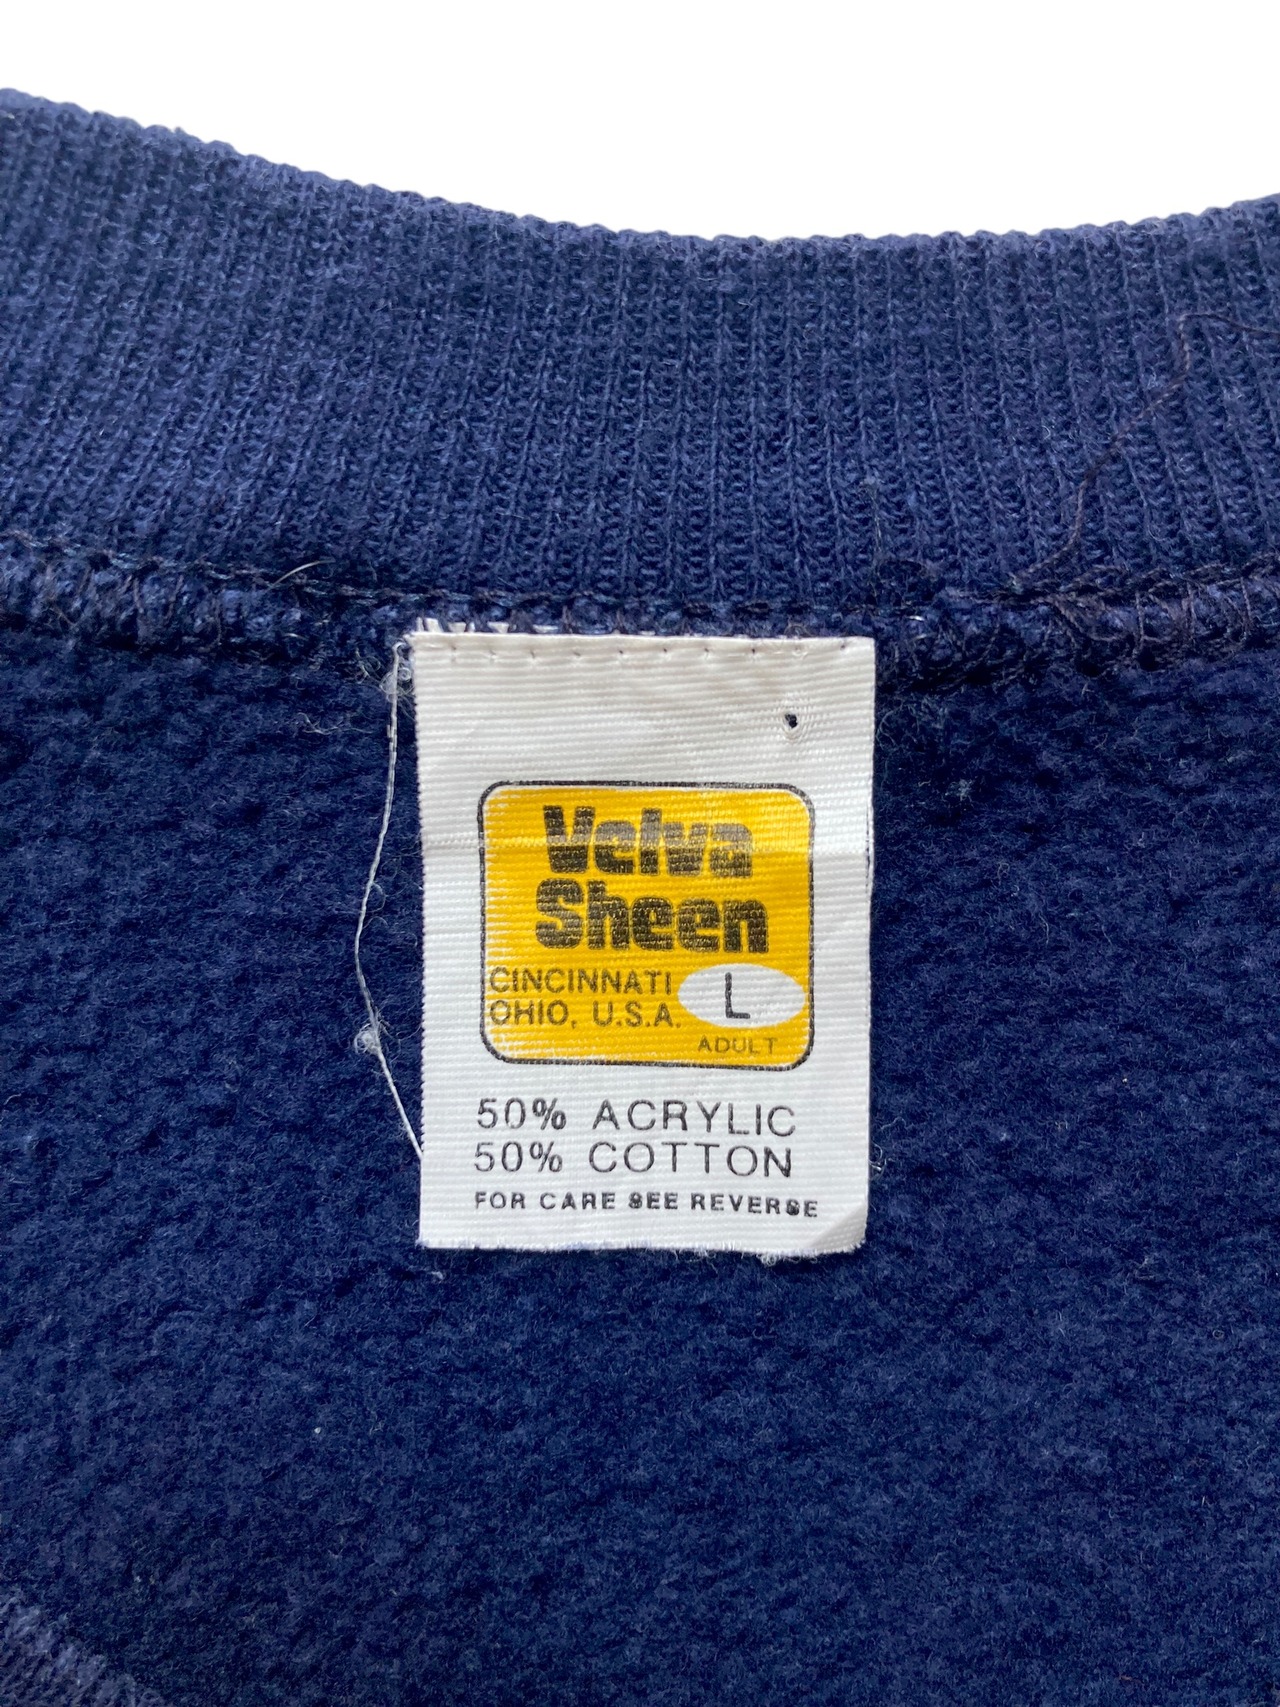 Velva
Sheen
CINCINNATI
OHIO, U.S.A.
L
ADULT
50% ACRYLIC
50% COTTON
FOR CARE SEE REVERSE